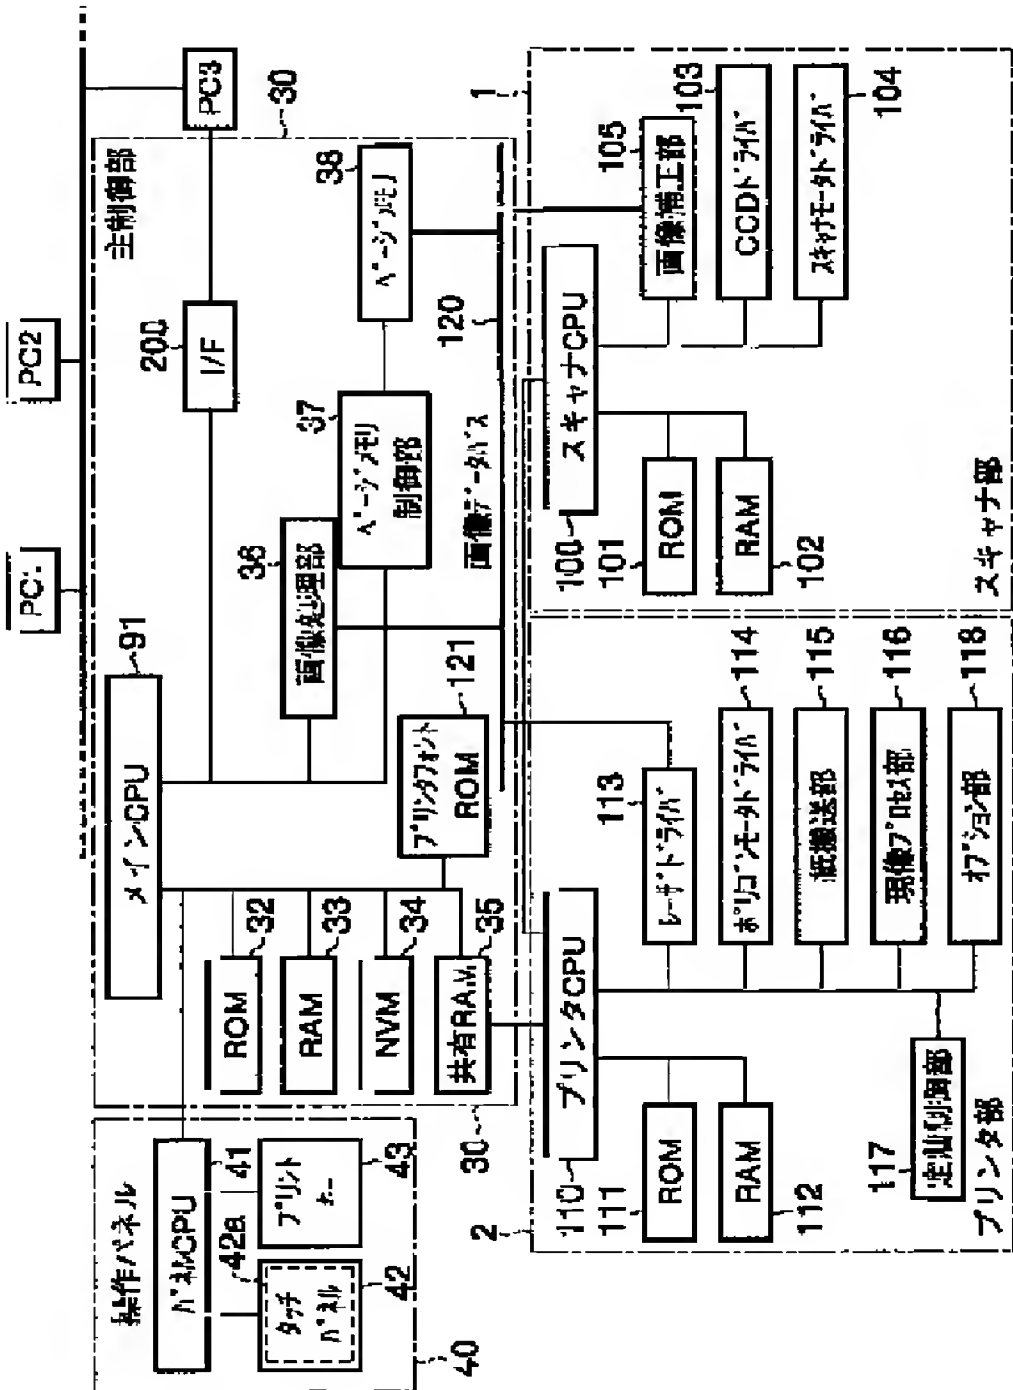 PC1
PC2
PC3
操作パネル
パネルCPU
41
42a
タッチ
パネル
42
プリント
キー
43
40
主制御部
30
メインCPU
91
ROM
32
RAM
33
NVM
34
共有RAM
35
30
プリンタフォント
ROM
121
画像処理部
36
ページメモリ
制御部
37
ページメモリ
38
200
I/F
画像データバス
120
2
プリンタCPU
110
ROM
111
RAM
112
レーザドライバ
113
ポリゴンモータドライバ
114
紙搬送部
115
現像プロセス部
116
定着制御部
117
オプション部
118
プリンタ部
1
スキャナCPU
100
ROM
101
RAM
102
画像補正部
105
CCDドライバ
103
スキャナモータドライバ
104
スキャナ部